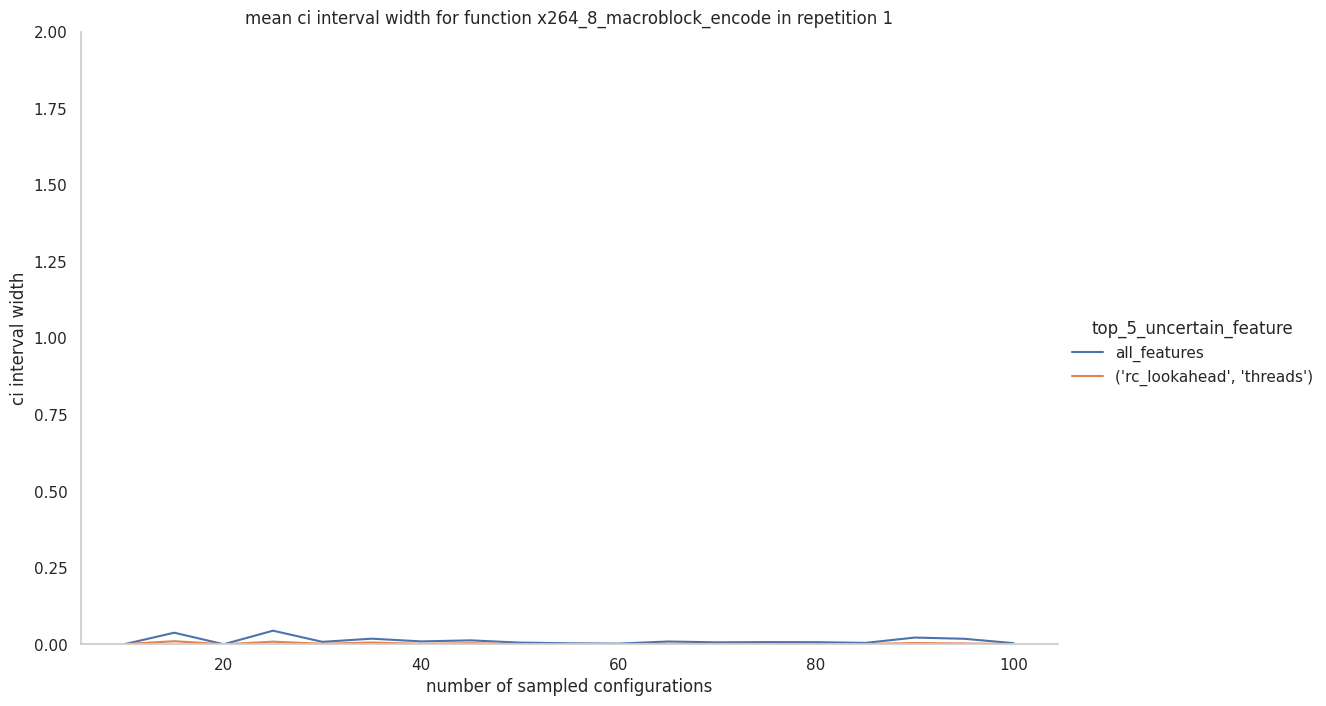 mean ci interval width for function x264_8_macroblock_encode in repetition 1
2.00
1.75
1.50
1.25
1.00
0.75
0.50
0.25
0.00
ci interval width
20
40
60
80
100
number of sampled configurations
top_5_uncertain_feature
all_features
('rc_lookahead', 'threads')